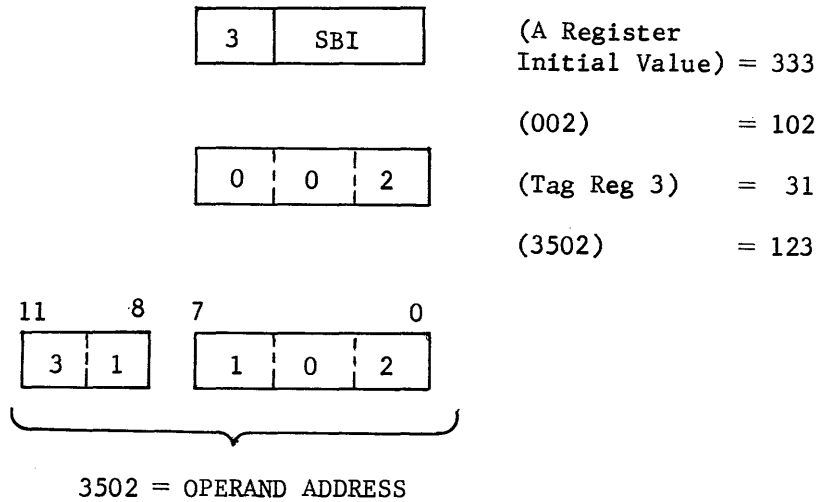 3 SBI
(A Register
Initial Value) = 333
(002) = 102
0 0 2
(Tag Reg 3) = 31
(3502) = 123
11 8 7 0
3 1 1 0 2
3502 = OPERAND ADDRESS